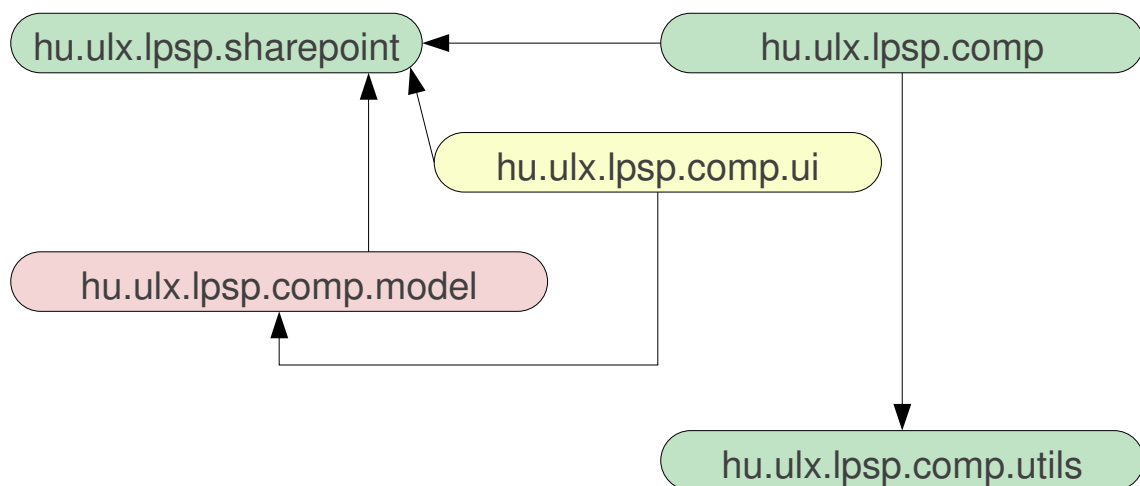 hu.ulx.lpsp.sharepoint
hu.ulx.lpsp.comp
hu.ulx.lpsp.comp.ui
hu.ulx.lpsp.comp.model
hu.ulx.lpsp.comp.utils